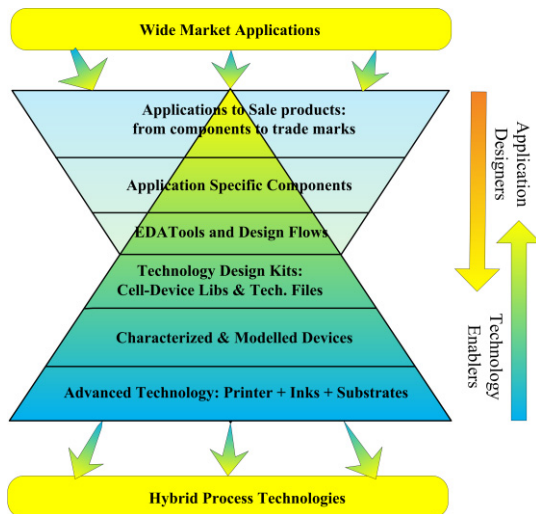 Wide Market Applications
Applications to Sale products:
from components to trade marks
Application Specific Components
EDATools and Design Flows
Technology Design Kits:
Cell-Device Libs & Tech. Files
Characterized & Modelled Devices
Advanced Technology: Printer + Inks + Substrates
Hybrid Process Technologies
Application
Designers
Technology
Enablers